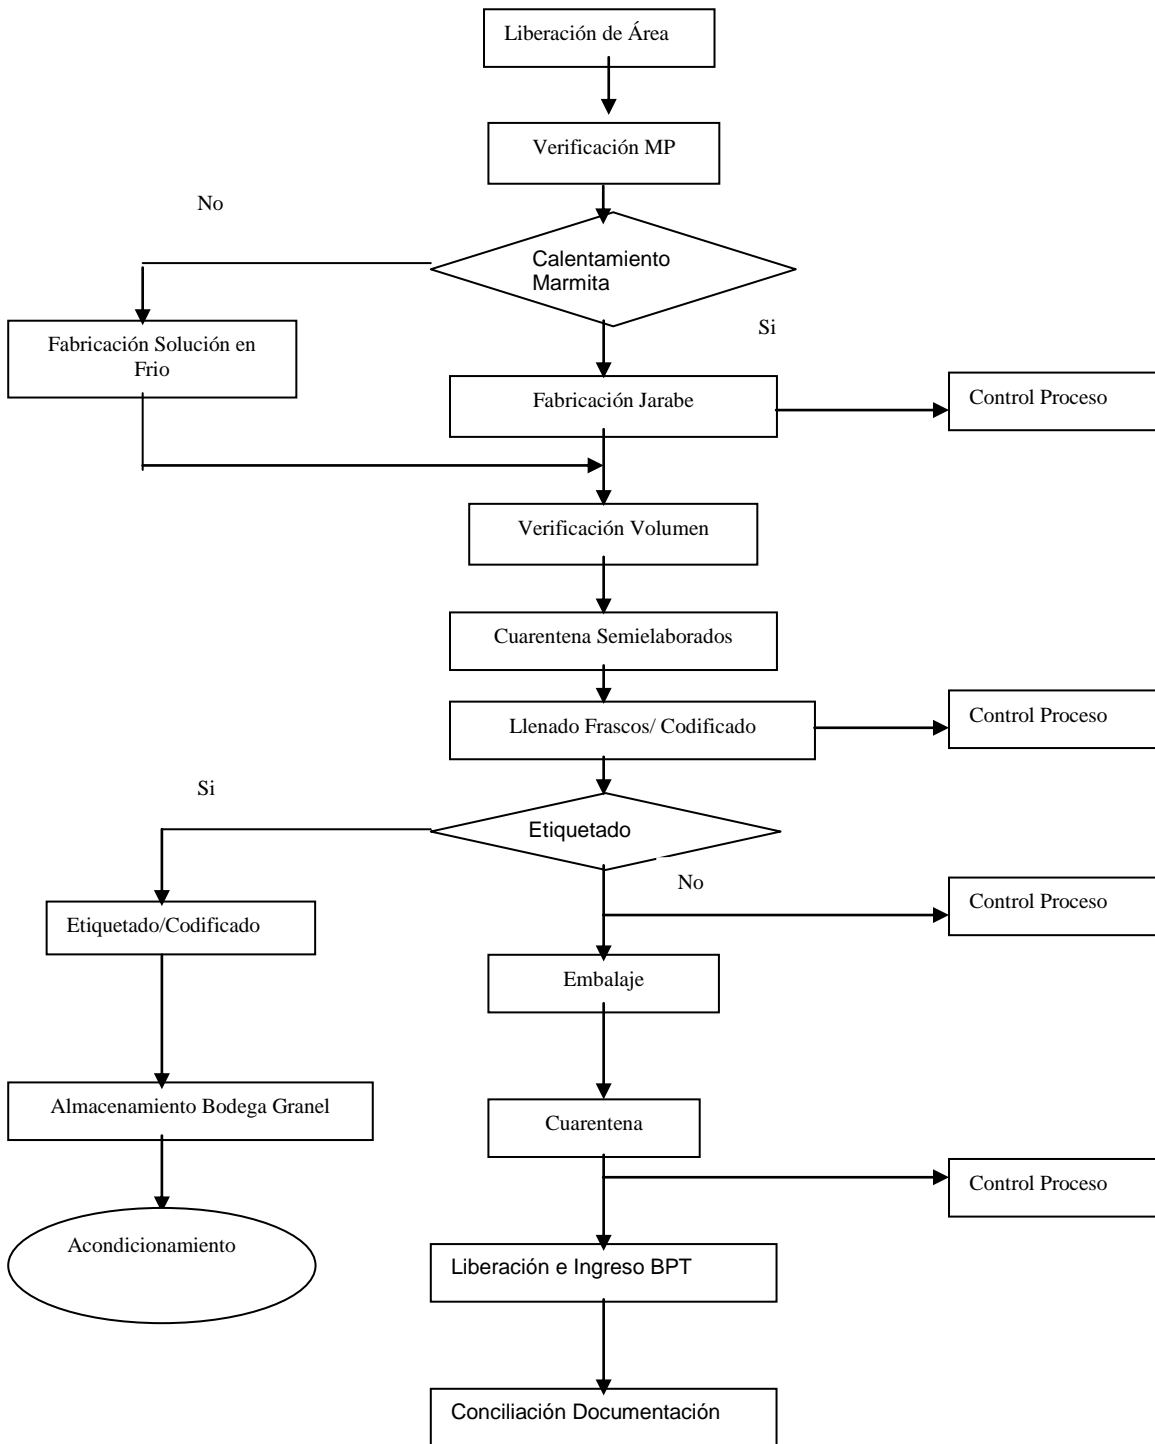 Liberación de Área
Verificación MP
No
Calentamiento
Marmita
Si
Fabricación Solución en
Frio
Fabricación Jarabe
Control Proceso
Verificación Volumen
Cuarentena Semielaborados
Llenado Frascos/ Codificado
Control Proceso
Si
Etiquetado
No
Control Proceso
Etiquetado/Codificado
Embalaje
Almacenamiento Bodega Granel
Cuarentena
Control Proceso
Acondicionamiento
Liberación e Ingreso BPT
Conciliación Documentación